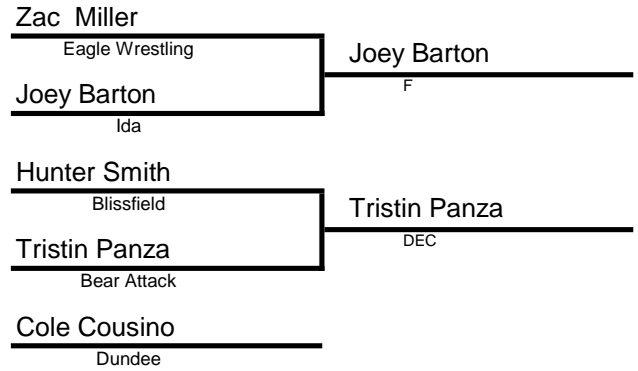 Zac  Miller
Eagle Wrestling
Joey Barton
F
Joey Barton
Ida
Hunter Smith
Blissfield
Tristin Panza
DEC
Tristin Panza
Bear Attack
Cole Cousino
Dundee